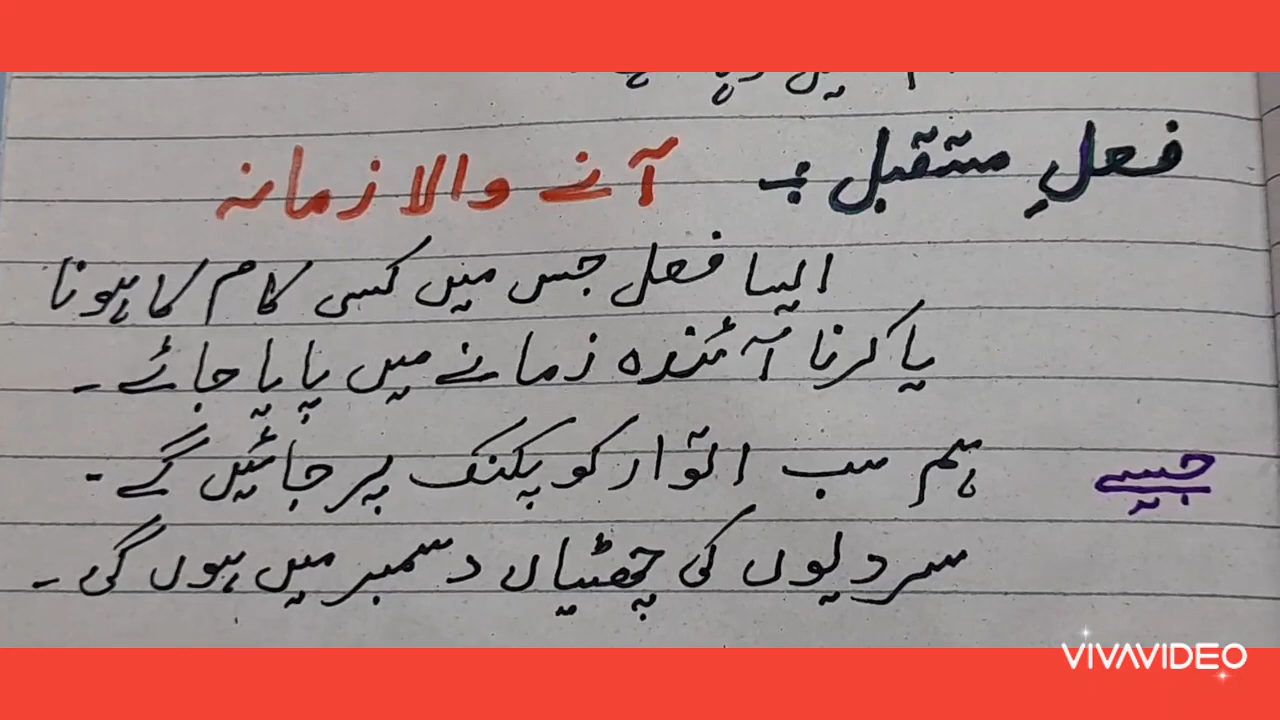 فعلِ مستقبل :- آنے والا زمانہ
ایسا فعل جس میں کسی کام کا ہونا
یا کرنا آئندہ زمانے میں پایا جائے ۔
جیسے ہم سب اتوار کو پکنک پر جائیں گے ۔
سردیوں کی چھٹیاں دسمبر میں ہوں گی ۔
VIVAVIDEO